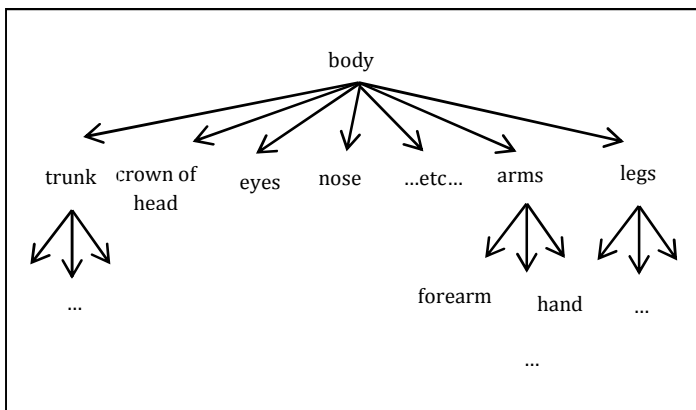 body
trunk
crown of
head
eyes
nose
...etc...
arms
legs
...
forearm
hand
...
...